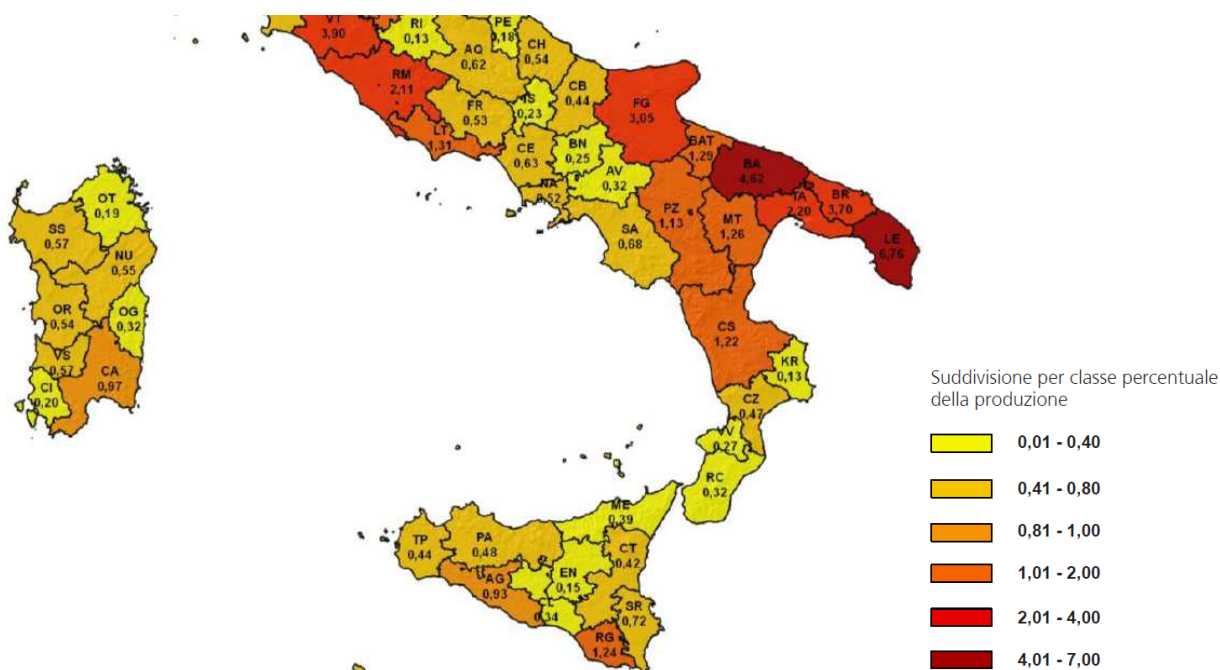 VT
3,90
RI
0,13
PE
0,18
AQ
0,62
CH
0,54
RM
2,11
FR
0,53
IS
0,23
CB
0,44
FG
3,05
LT
1,31
CE
0,63
BN
0,25
AV
0,32
BAT
1,29
BA
4,62
NA
0,52
SA
0,68
PZ
1,13
MT
1,26
TA
2,20
BR
3,70
LE
6,76
OT
0,19
SS
0,57
NU
0,55
OR
0,54
OG
0,32
VS
0,57
CA
0,97
CI
0,20
CS
1,22
KR
0,13
CZ
0,47
VV
0,27
RC
0,32
ME
0,39
TP
0,44
PA
0,48
CT
0,42
AG
0,93
EN
0,15
0,34
SR
0,72
RG
1,24
Suddivisione per classe percentuale
della produzione
0,01 - 0,40
0,41 - 0,80
0,81 - 1,00
1,01 - 2,00
2,01 - 4,00
4,01 - 7,00